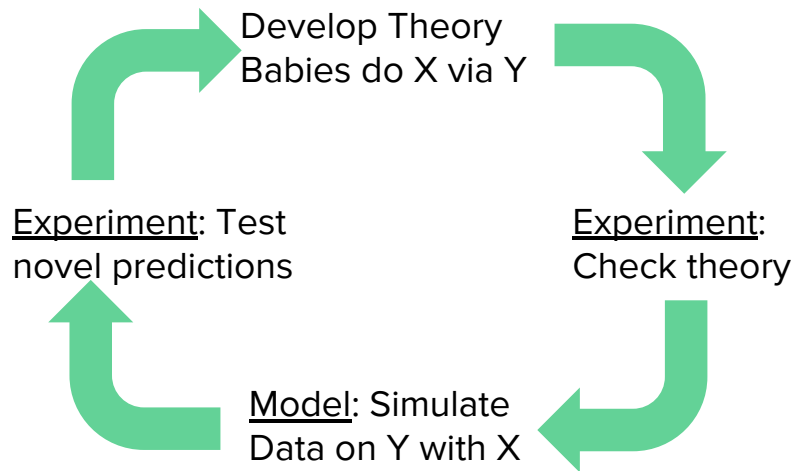 Develop Theory
Babies do X via Y
Experiment: Test
novel predictions
Experiment:
Check theory
Model: Simulate
Data on Y with X